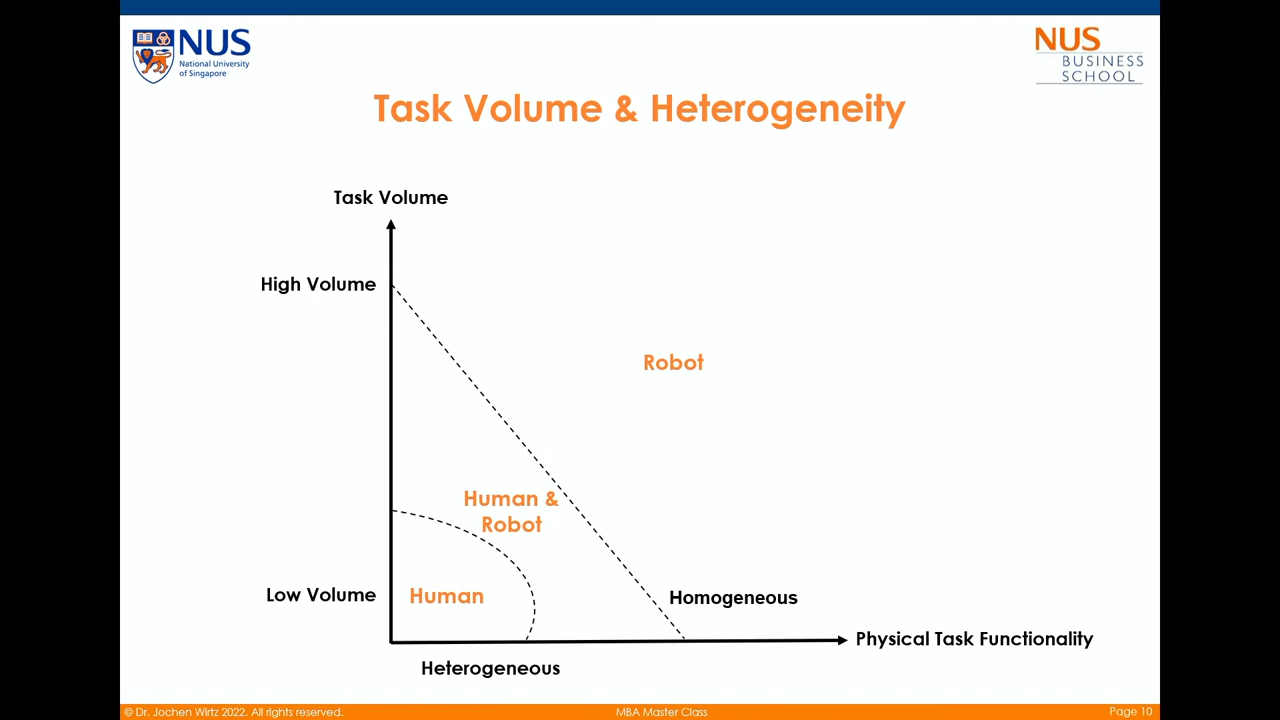 NUS
National University
of Singapore
NUS
BUSINESS
SCHOOL
Task Volume & Heterogeneity
Task Volume
High Volume
Robot
Human &
Robot
Low Volume
Human
Homogeneous
Physical Task Functionality
Heterogeneous
© Dr. Jochen Wirtz 2022. All rights reserved.
MBA Master Class
Page 10